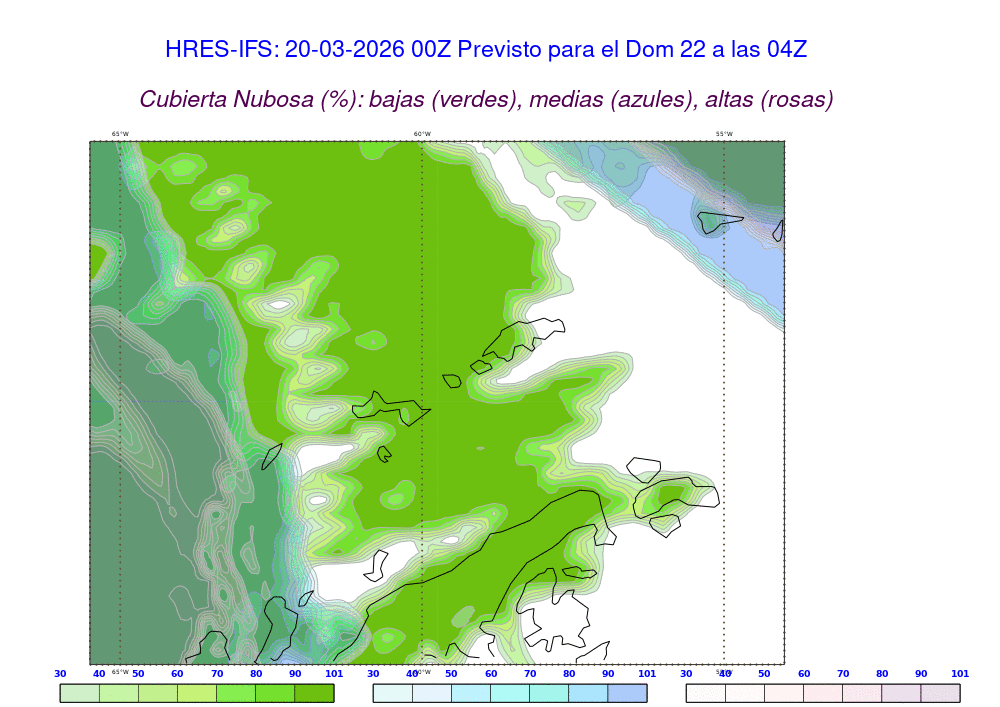 HRES-IFS: 20-03-2026 00Z Previsto para el Dom 22 a las 04Z
Cubierta Nubosa (%): bajas (verdes), medias (azules), altas (rosas)
65°W 60°W 55°W
65°W
30 40 50 60 70 80 90 101 30 40 50 60 70 80 90 101 30 40 50 60 70 80 90 101